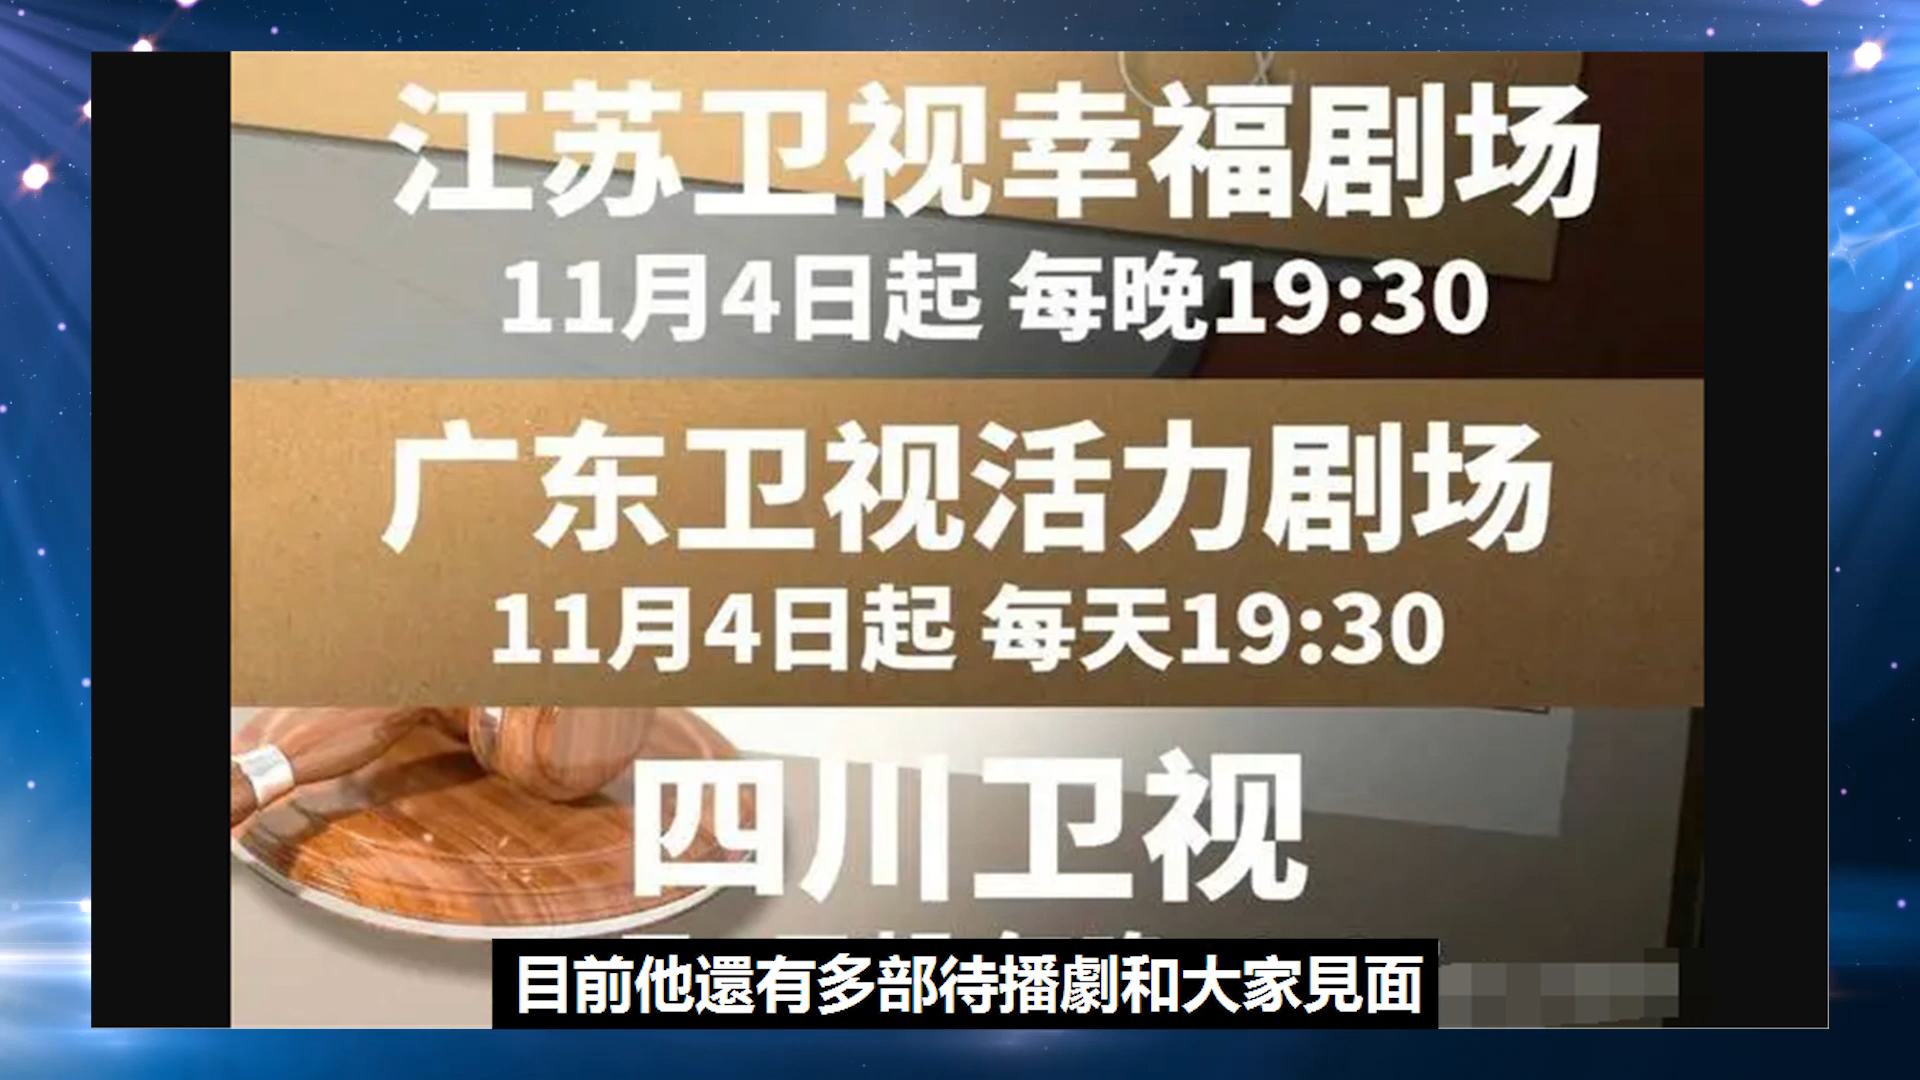 江苏卫视幸福剧场
11月4日起 每晚19:30
广东卫视活力剧场
11月4日起 每天19:30
四川卫视
目前他還有多部待播劇和大家見面